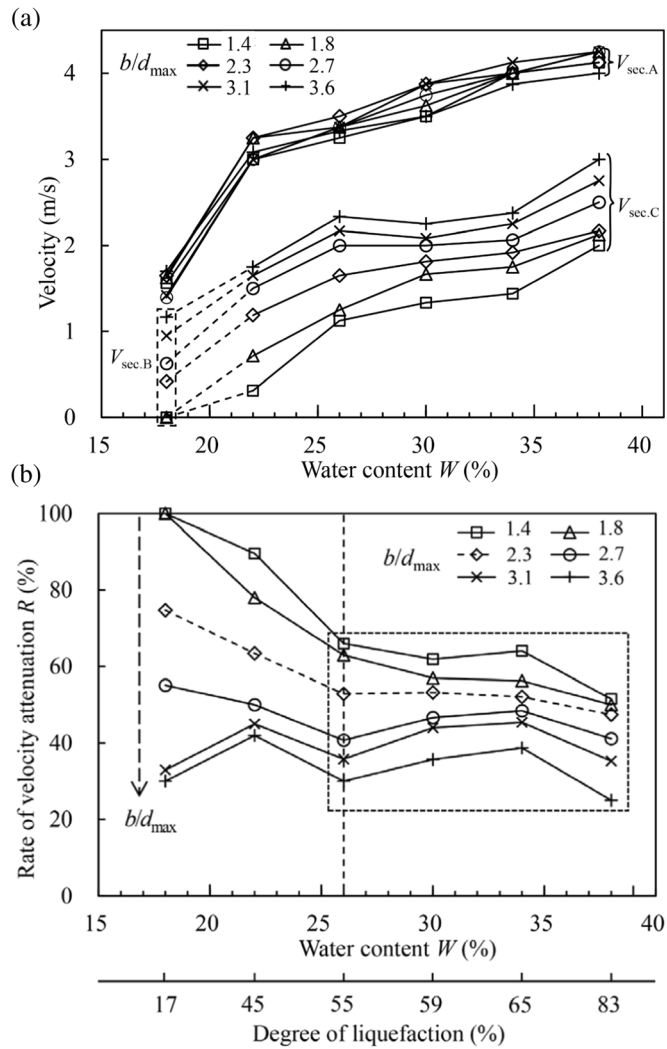 (a)
b/dmax
1.4 1.8
2.3 2.7
3.1 3.6
Vsec.A
Vsec.C
Vsec.B
Velocity (m/s)
4
3
2
1
0
15 20 25 30 35 40
Water content W (%)
(b)
b/dmax
1.4 1.8
2.3 2.7
3.1 3.6
b/dmax
Rate of velocity attenuation R (%)
100
80
60
40
20
0
15 20 25 30 35 40
Water content W (%)
17 45 55 59 65 83
Degree of liquefaction (%)